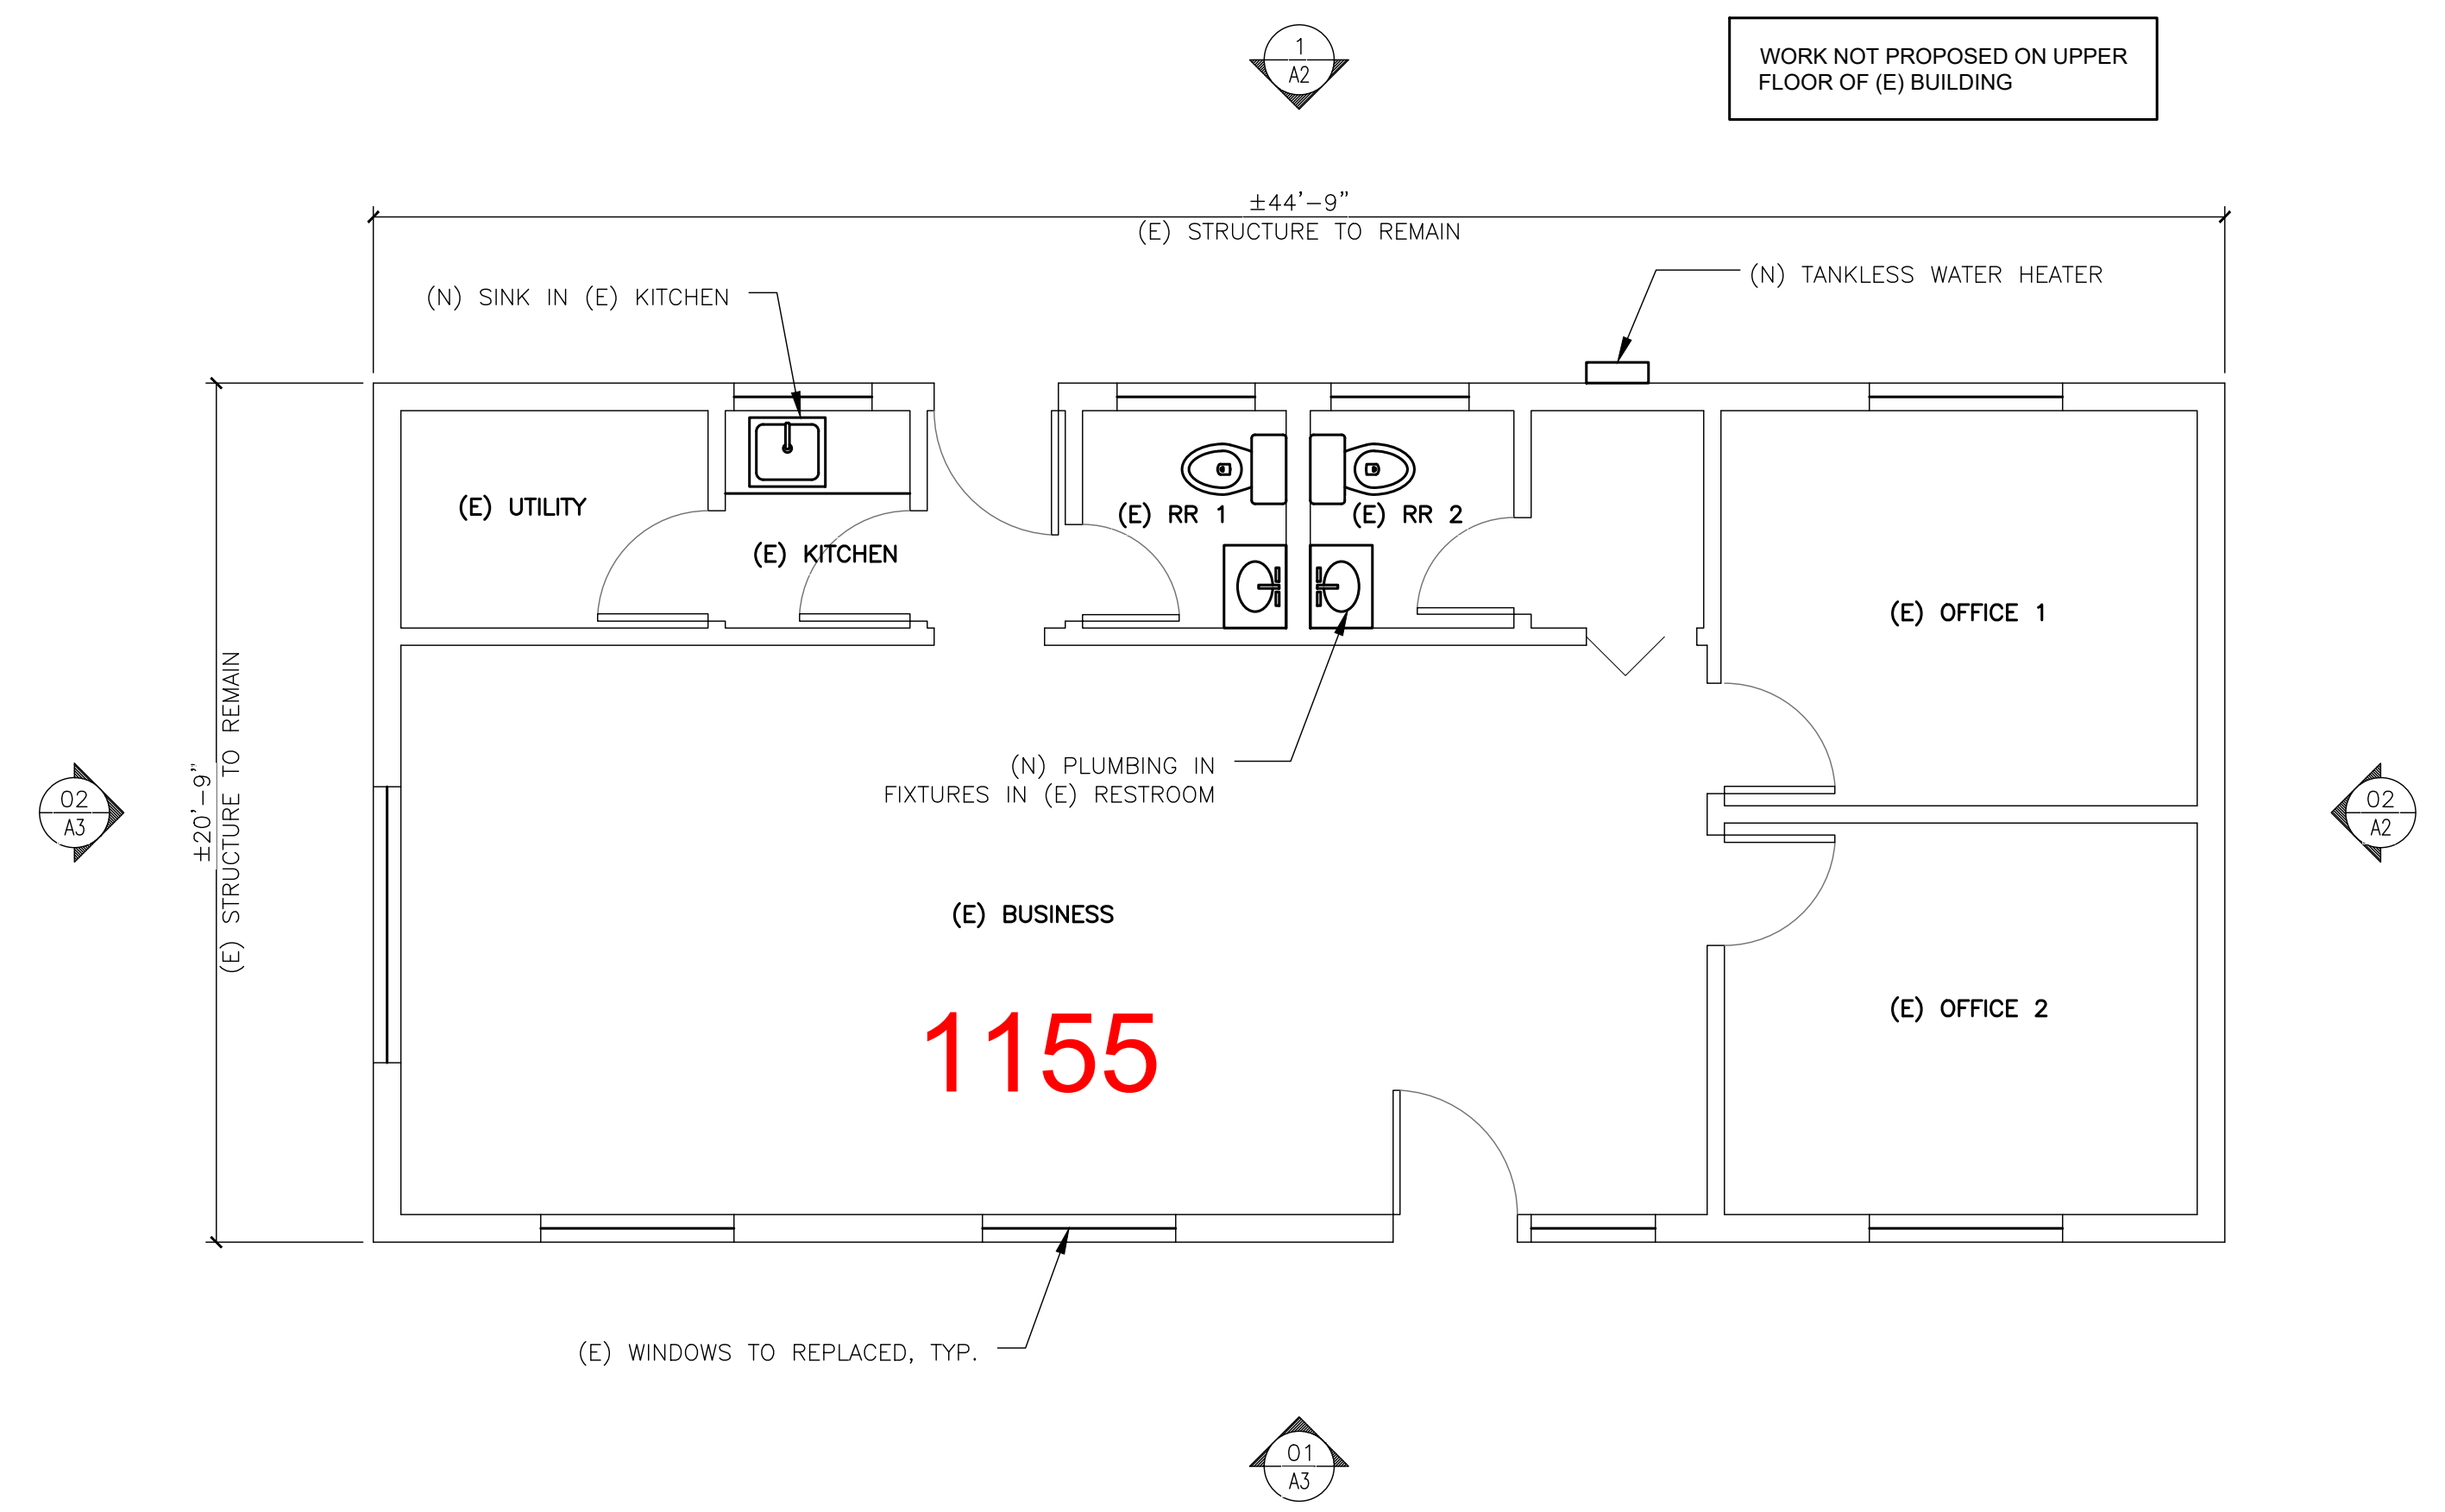 1
A2
WORK NOT PROPOSED ON UPPER
FLOOR OF (E) BUILDING
±44'-9"
(E) STRUCTURE TO REMAIN
(N) TANKLESS WATER HEATER
(N) SINK IN (E) KITCHEN
(E) UTILITY
(E) KITCHEN
(E) RR 1
(E) RR 2
(E) OFFICE 1
±20'-9"
(E) STRUCTURE TO REMAIN
(N) PLUMBING IN
FIXTURES IN (E) RESTROOM
02
A3
02
A2
(E) BUSINESS
1155
(E) OFFICE 2
(E) WINDOWS TO REPLACED, TYP.
01
A3